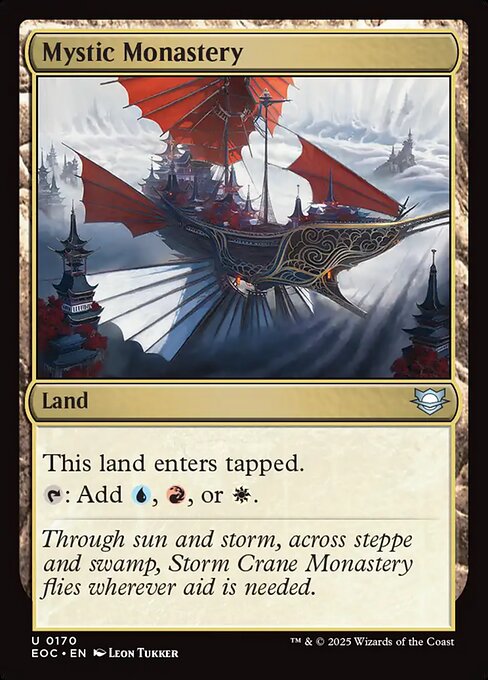 Mystic Monastery
Land
This land enters tapped.
: Add , , or .
Through sun and storm, across steppe
and swamp, Storm Crane Monastery
flies wherever aid is needed.
U 0170
EOC • EN Leon Tukker
™ & © 2025 Wizards of the Coast